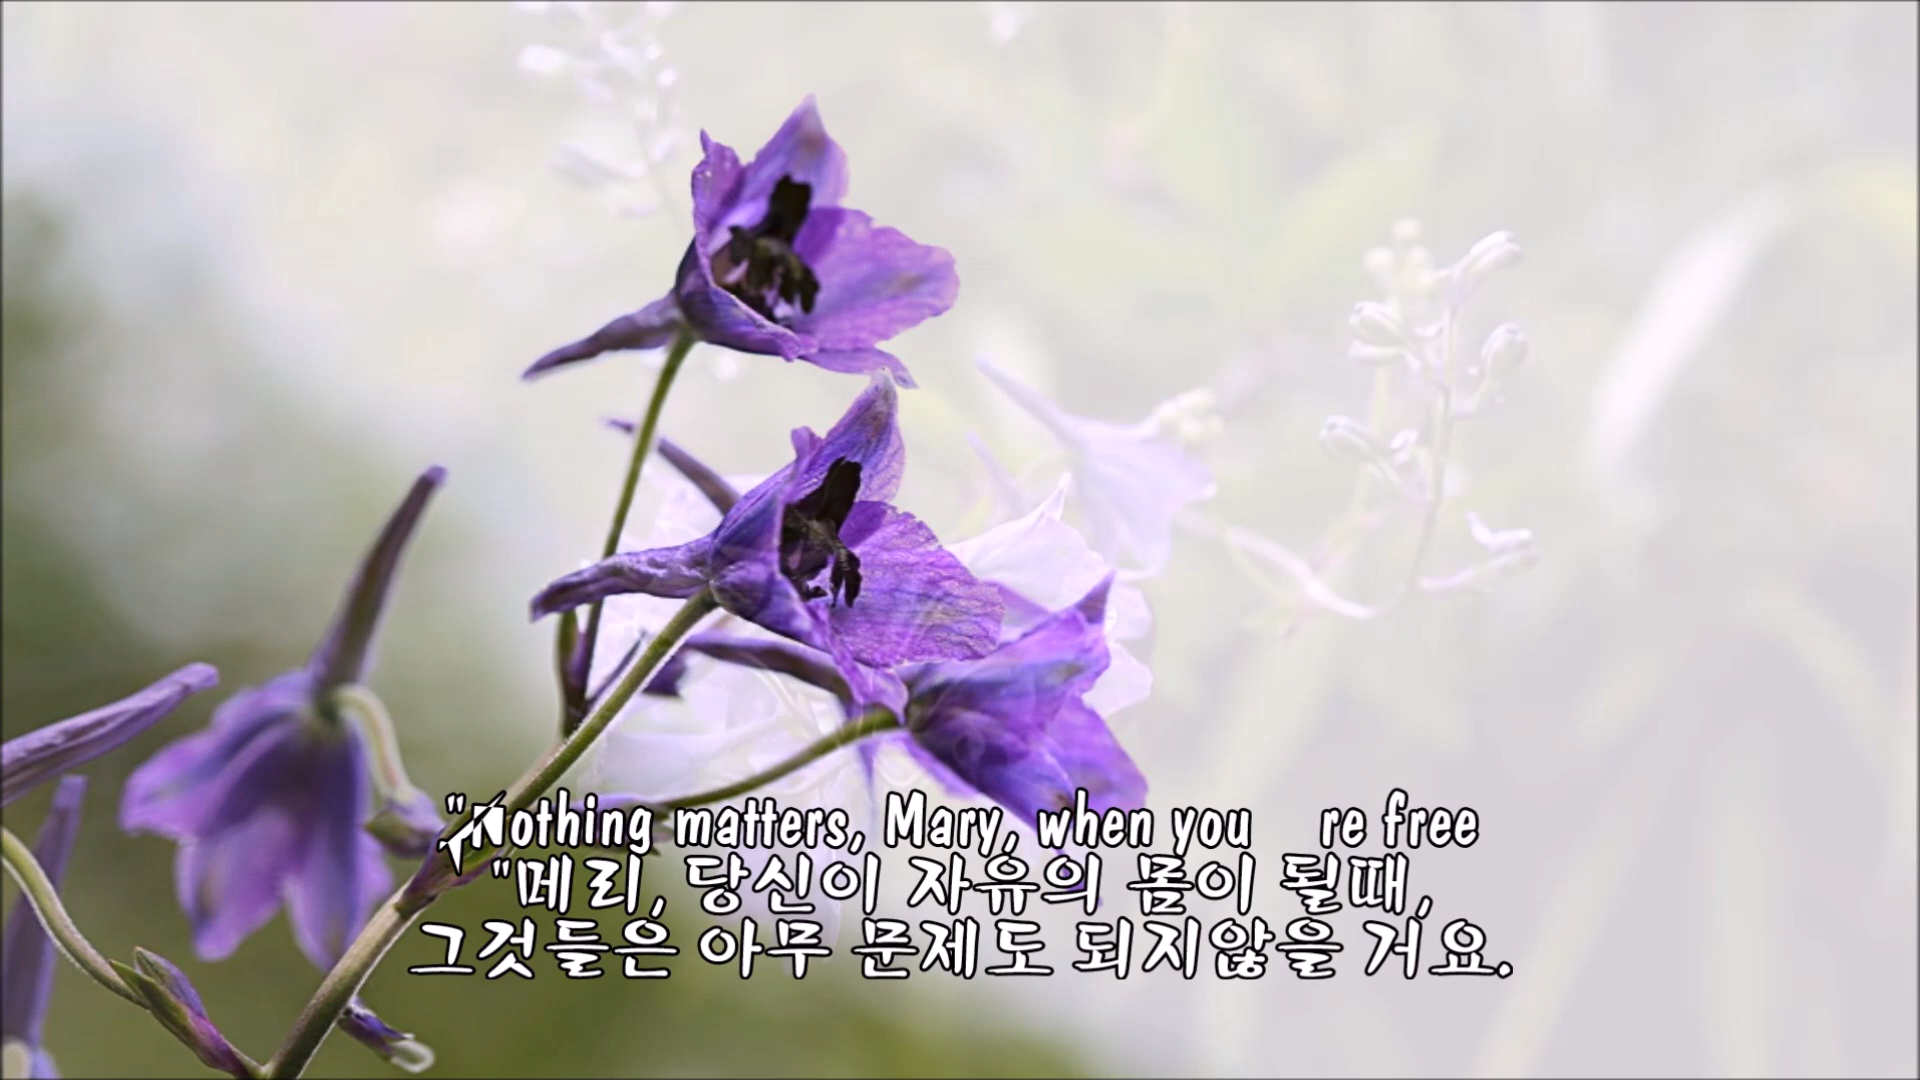 "Nothing matters, Mary, when you re free
"메리, 당신이 자유의 몸이 될때,
그것들은 아무 문제도 되지않을 거요.